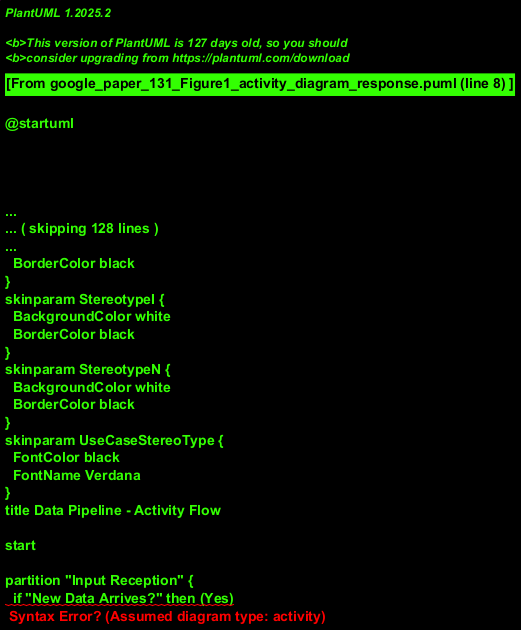 PlantUML 1.2025.2
<b>This version of PlantUML is 127 days old, so you should
<b>consider upgrading from https://plantuml.com/download
[From google_paper_131_Figure1_activity_diagram_response.puml (line 8) ]
@startuml
...
... ( skipping 128 lines )
...
BorderColor black
}
skinparam StereotypeI {
BackgroundColor white
BorderColor black
}
skinparam StereotypeN {
BackgroundColor white
BorderColor black
}
skinparam UseCaseStereoType {
FontColor black
FontName Verdana
}
title Data Pipeline - Activity Flow
start
partition "Input Reception" {
if "New Data Arrives?" then (Yes)
Syntax Error? (Assumed diagram type: activity)